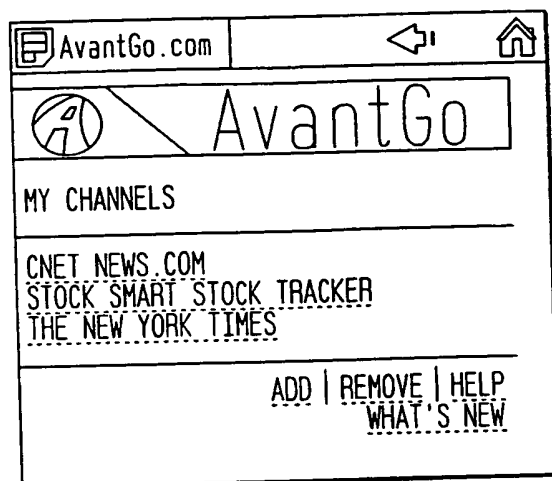 AvantGo.com
AvantGo
MY CHANNELS
CNET NEWS.COM
STOCK SMART STOCK TRACKER
THE NEW YORK TIMES
ADD | REMOVE | HELP
WHAT'S NEW